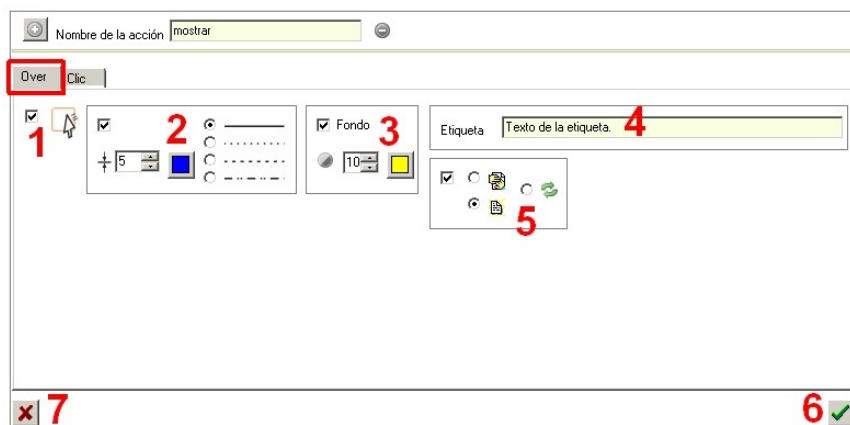 Nombre de la acción mostrar
Over Clic
1
5
2
Fondo
10
3
Etiqueta Texto de la etiqueta. 4
5
7
6